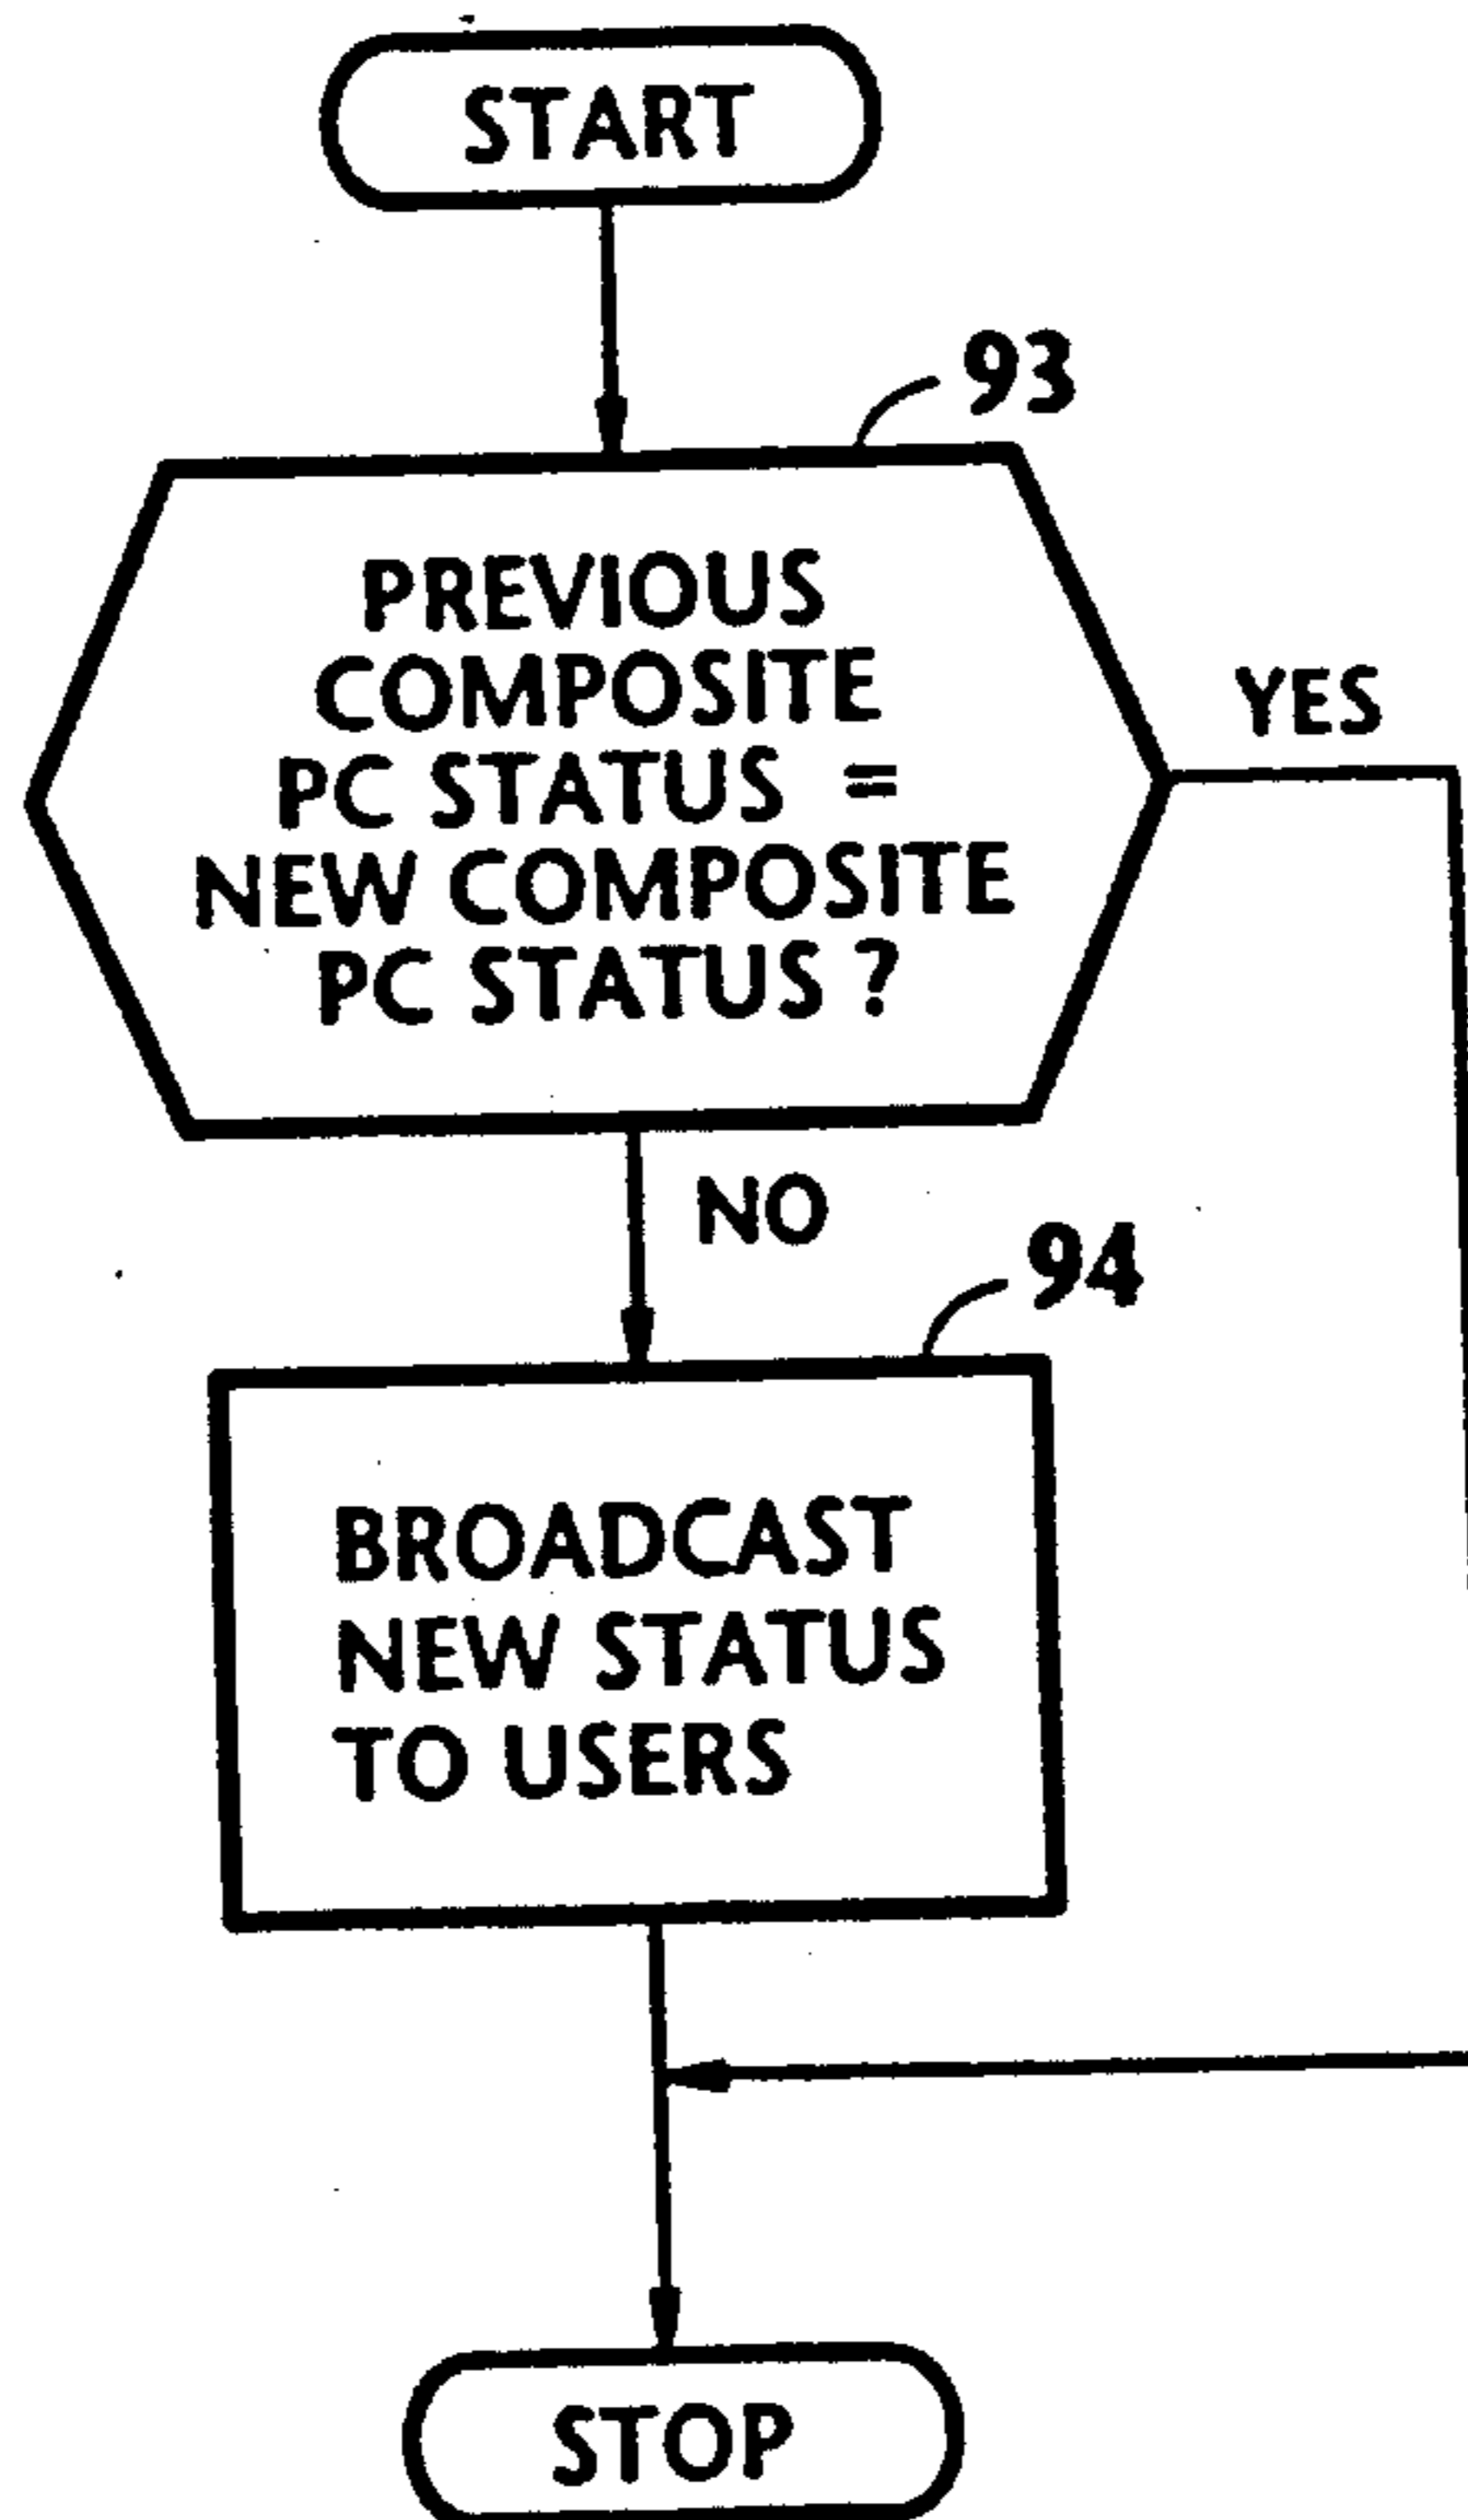 START
93
PREVIOUS
COMPOSITE
PC STATUS =
NEW COMPOSITE
PC STATUS ?
YES
NO
94
BROADCAST
NEW STATUS
TO USERS
STOP